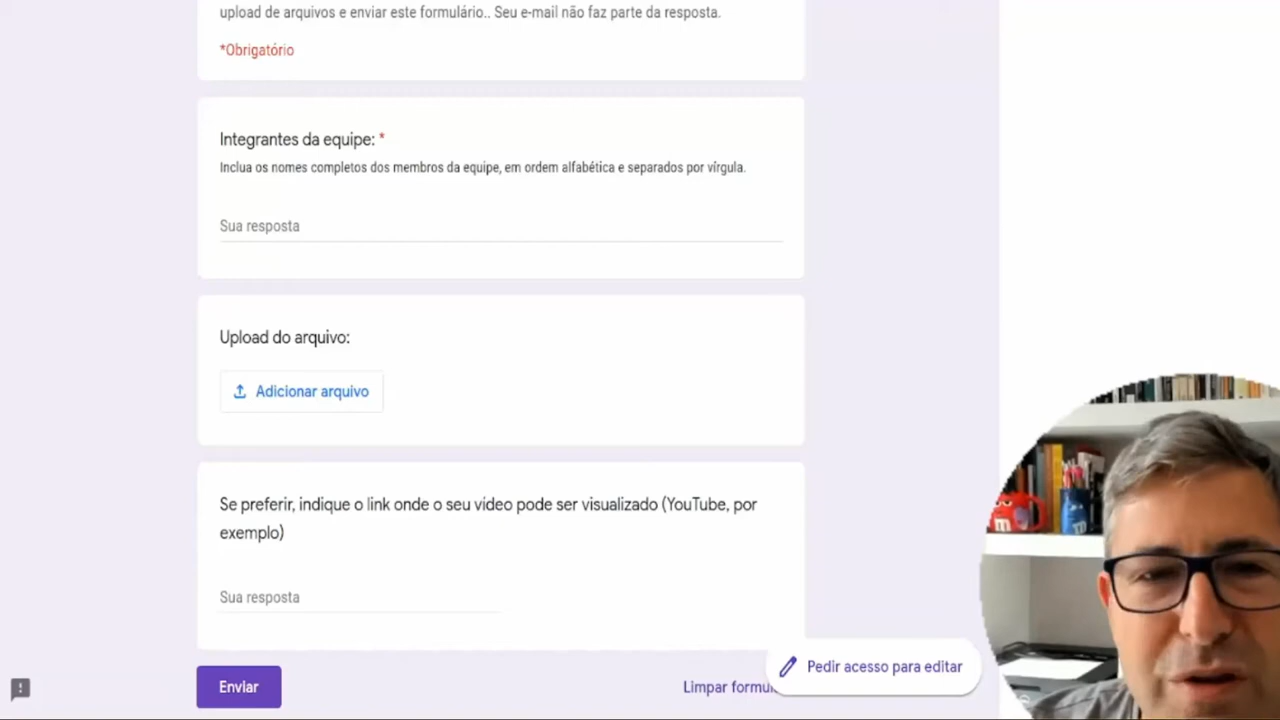 upload de arquivos e enviar este formulário.. Seu e-mail não faz parte da resposta.
*Obrigatório
Integrantes da equipe: *
Inclua os nomes completos dos membros da equipe, em ordem alfabética e separados por vírgula.
Sua resposta
Upload do arquivo:
Adicionar arquivo
Se preferir, indique o link onde o seu vídeo pode ser visualizado (YouTube, por
exemplo)
Sua resposta
Pedir acesso para editar
Enviar
Limpar